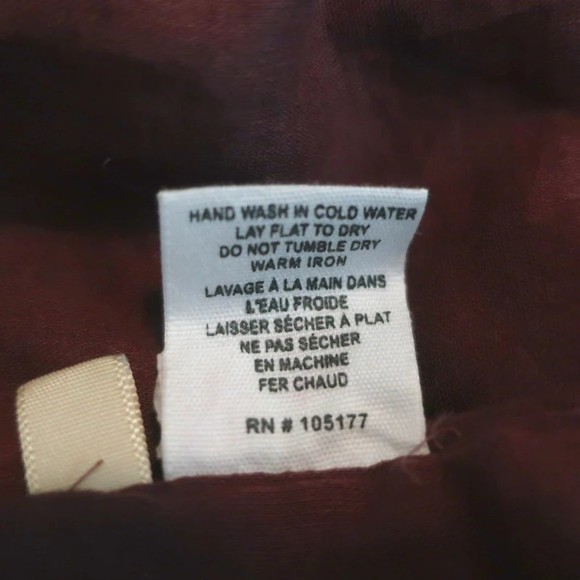 HAND WASH IN COLD WATER
LAY FLAT TO DRY
DO NOT TUMBLE DRY
WARM IRON
LAVAGE À LA MAIN DANS
L'EAU FROIDE
LAISSER SÉCHER À PLAT
NE PAS SÉCHER
EN MACHINE
FER CHAUD
RN # 105177